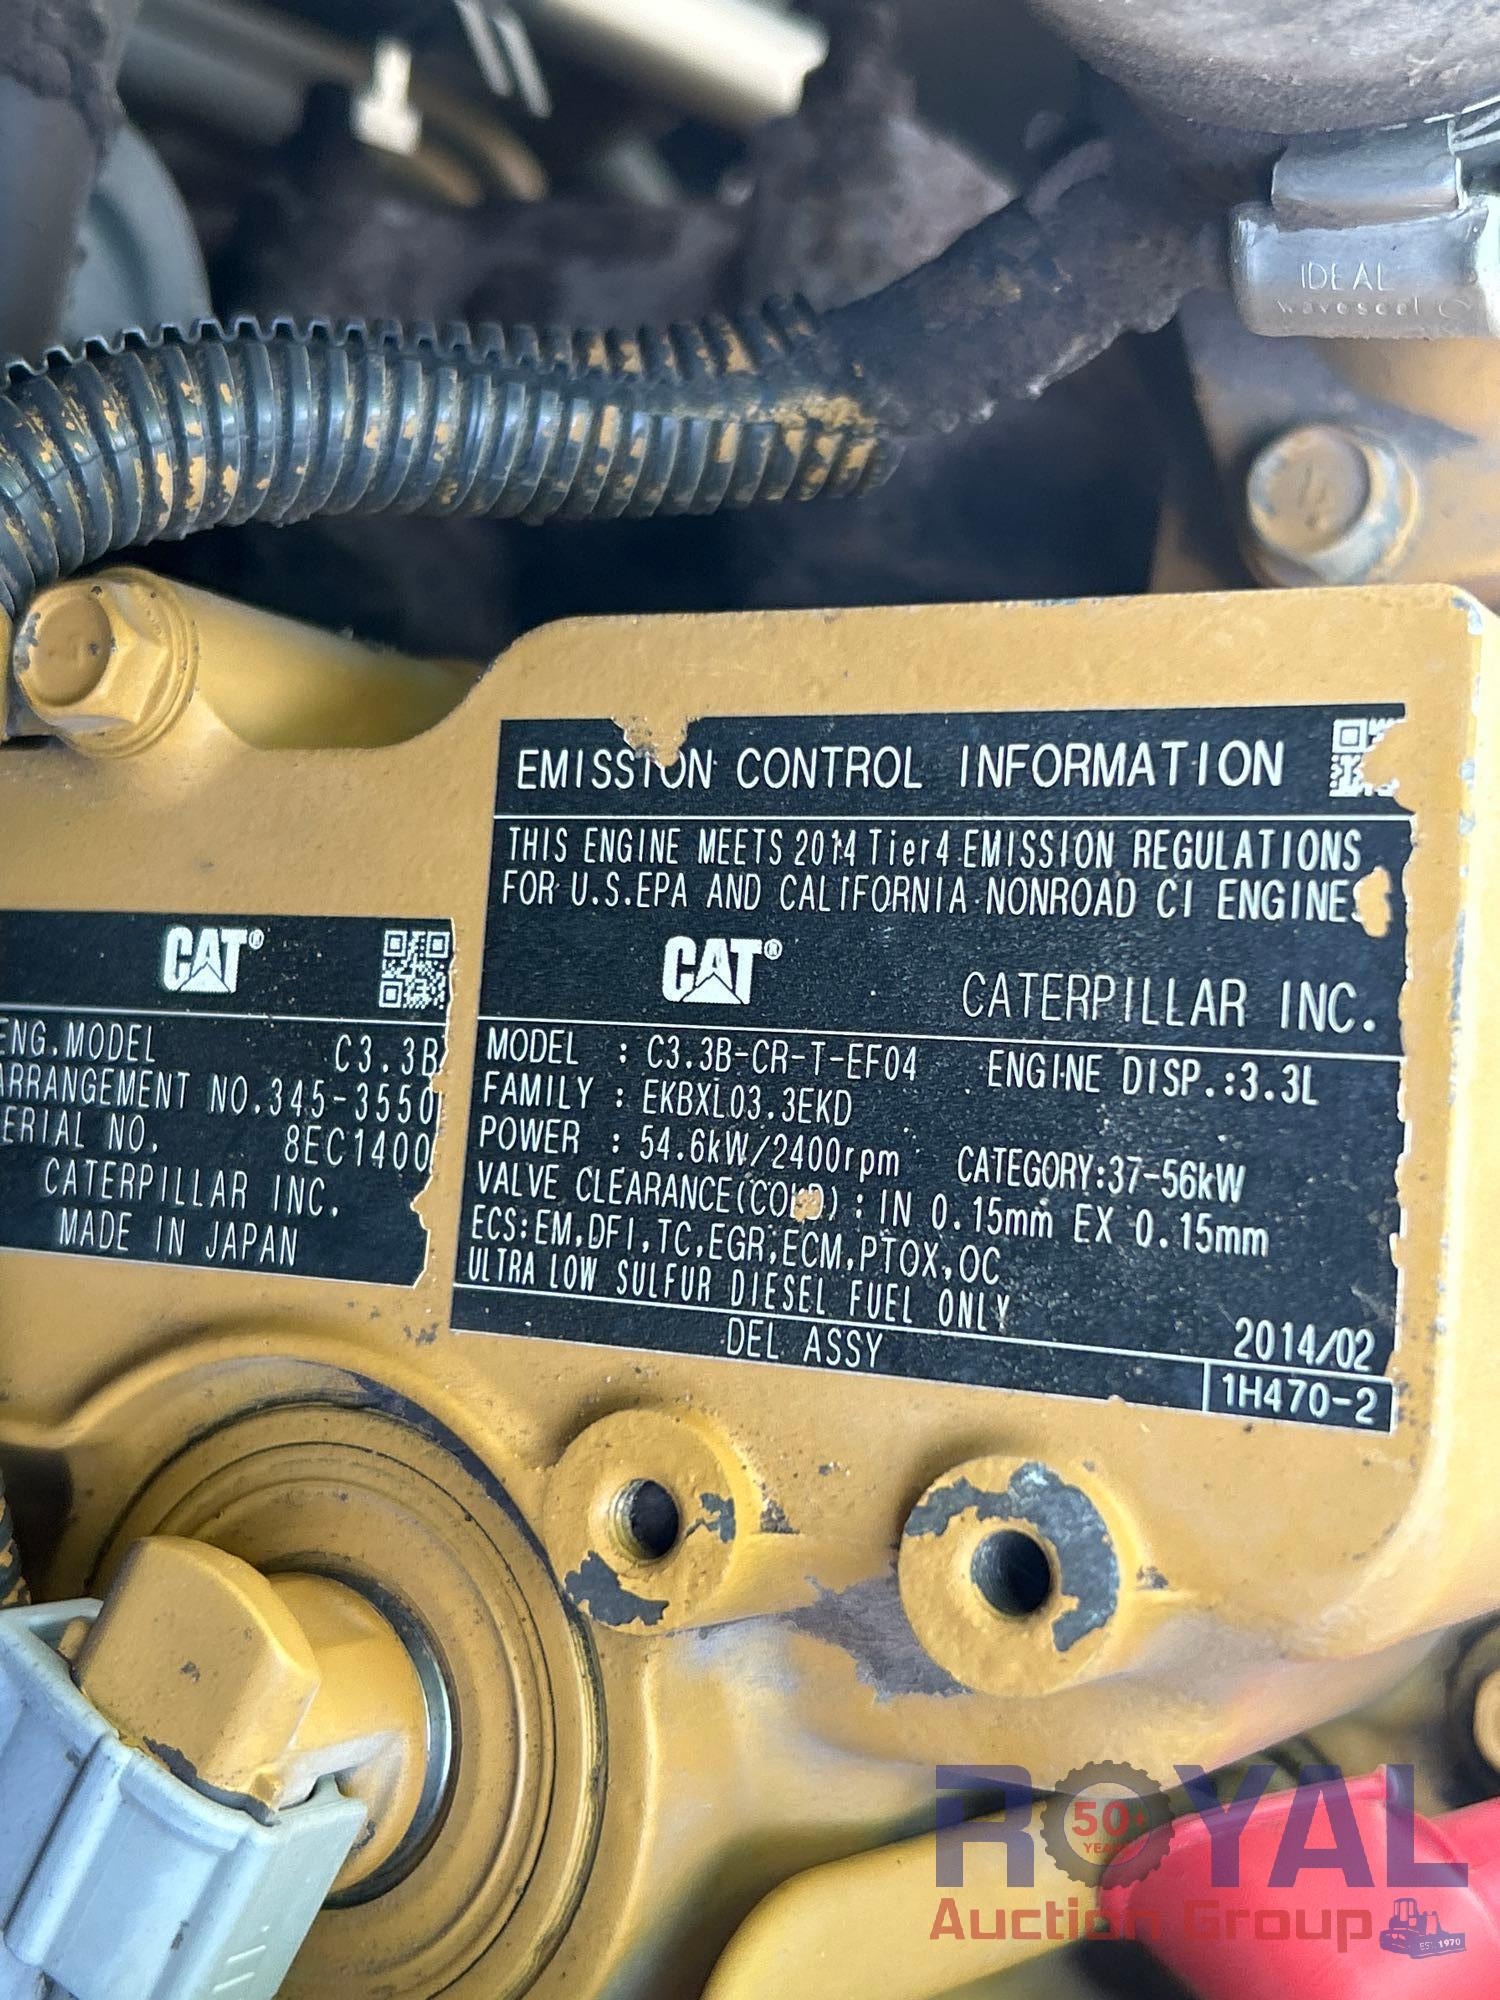 IDEAL
waveseal
EMISSION CONTROL INFORMATION
THIS ENGINE MEETS 2014 Tier4 EMISSION REGULATIONS
FOR U.S.EPA AND CALIFORNIA NONROAD CI ENGINES
CAT® CATERPILLAR INC.
MODEL : C3.3B-CR-T-EF04 ENGINE DISP.:3.3L
FAMILY : EKBXL03.3EKD
POWER : 54.6kW/2400rpm CATEGORY:37-56kW
VALVE CLEARANCE(COLD) : IN 0.15mm EX 0.15mm
ECS:EM,DFI,TC,EGR,ECM,PTOX,OC
ULTRA LOW SULFUR DIESEL FUEL ONLY
2014/02
DEL ASSY
1H470-2
CAT®
ENG.MODEL C3.3B
ARRANGEMENT NO.345-3550
ERIAL NO. 8EC1400
CATERPILLAR INC.
MADE IN JAPAN
ROYAL
50+
YEARS
Auction Group
EST. 1970